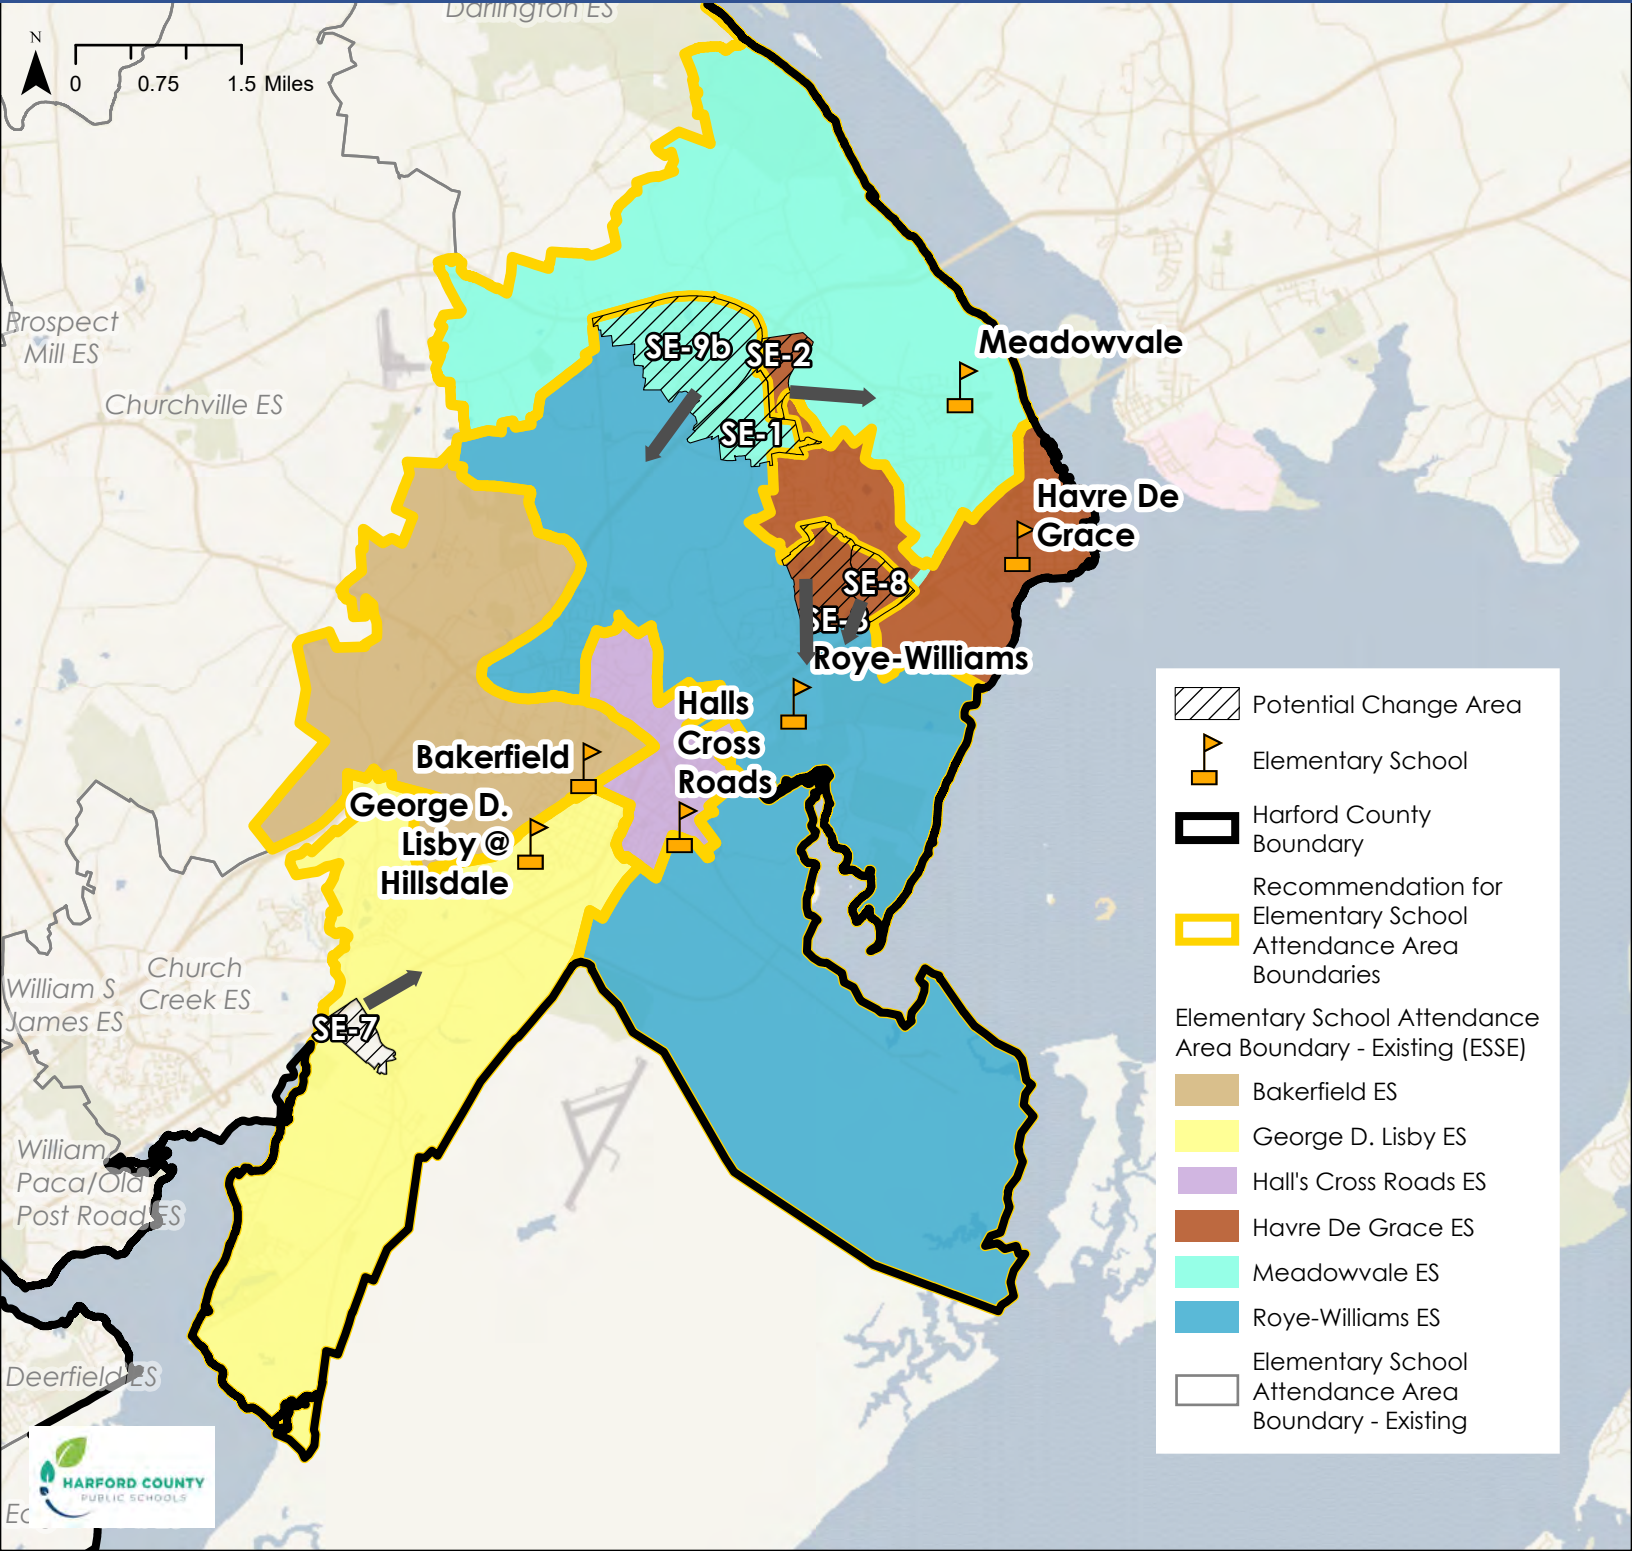 Darlington ES
N
0 0.75 1.5 Miles
Prospect
Mill ES
Churchville ES
SE-9b
SE-2
SE-1
Meadowvale
Havre De
Grace
SE-8
Roye-Williams
Halls
Cross
Roads
Bakerfield
George D.
Lisby @
Hillsdale
Church
Creek ES
William S
James ES
SE-7
William
Paca/Old
Post Road ES
Deerfield ES
HARFORD COUNTY
PUBLIC SCHOOLS
Potential Change Area
Elementary School
Harford County
Boundary
Recommendation for
Elementary School
Attendance Area
Boundaries
Elementary School Attendance
Area Boundary - Existing (ESSE)
Bakerfield ES
George D. Lisby ES
Hall's Cross Roads ES
Havre De Grace ES
Meadowvale ES
Roye-Williams ES
Elementary School
Attendance Area
Boundary - Existing